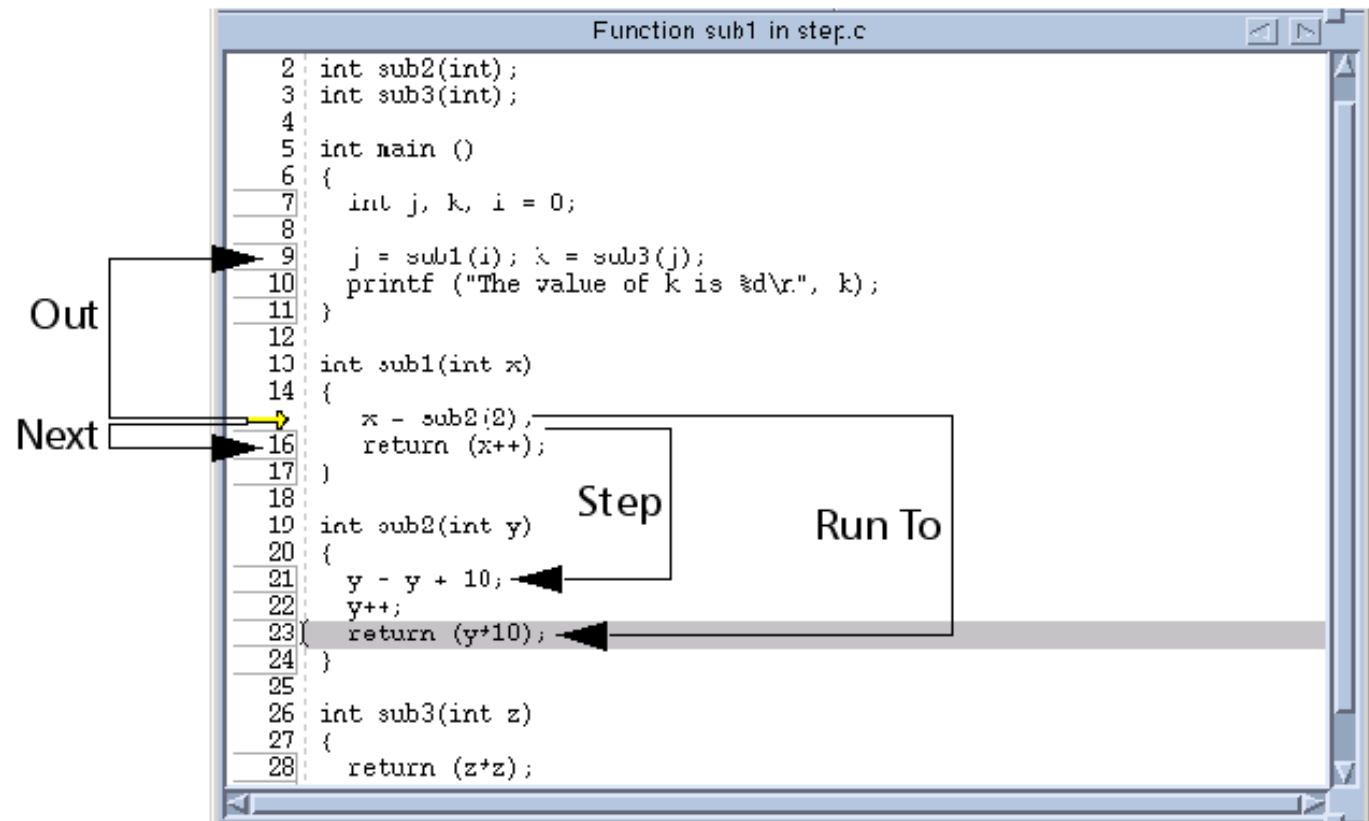 Function sub1 in step.c
2 int sub2(int);
3 int sub3(int);
4
5 int main ()
6 {
7 int j, k, i = 0;
8
9 j = sub1(i); k = sub3(j);
10 printf ("The value of k is %d\n", k);
11 }
12
13 int sub1(int x)
14 {
x = sub2(2);
16 return (x++);
17 }
18
19 int sub2(int y)
20 {
21 y = y + 10;
22 y++;
23 return (y*10);
24 }
25
26 int sub3(int z)
27 {
28 return (z*z);
Out
Next
Step
Run To